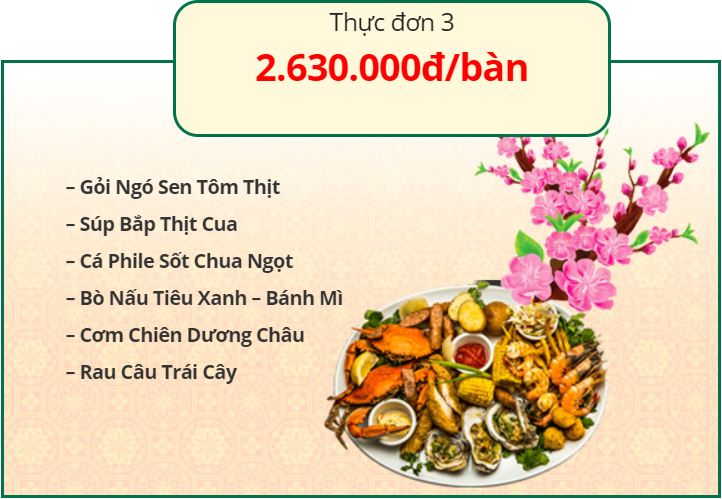 Thực đơn 3
2.630.000đ/bàn
– Gỏi Ngó Sen Tôm Thịt
– Súp Bắp Thịt Cua
– Cá Phile Sốt Chua Ngọt
– Bò Nấu Tiêu Xanh – Bánh Mì
– Cơm Chiên Dương Châu
– Rau Câu Trái Cây